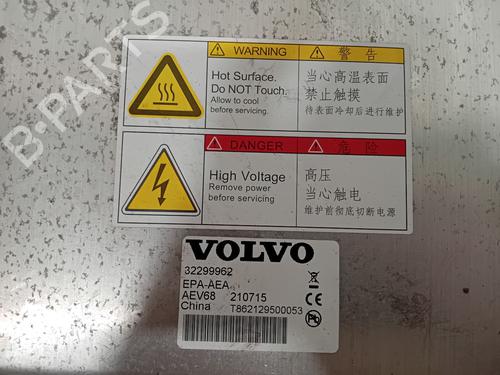 B-PARTS
WARNING
警告
Hot Surface.
Do NOT Touch.
Allow to cool
before servicing.
当心高温表面
禁止触摸
待表面冷却后进行维护
DANGER
危险
High Voltage
Remove power
before servicing
高压
当心触电
维护前彻底切断电源
VOLVO
32299962
EPA-AEA
AEV68 210715
China T862129500053
CE